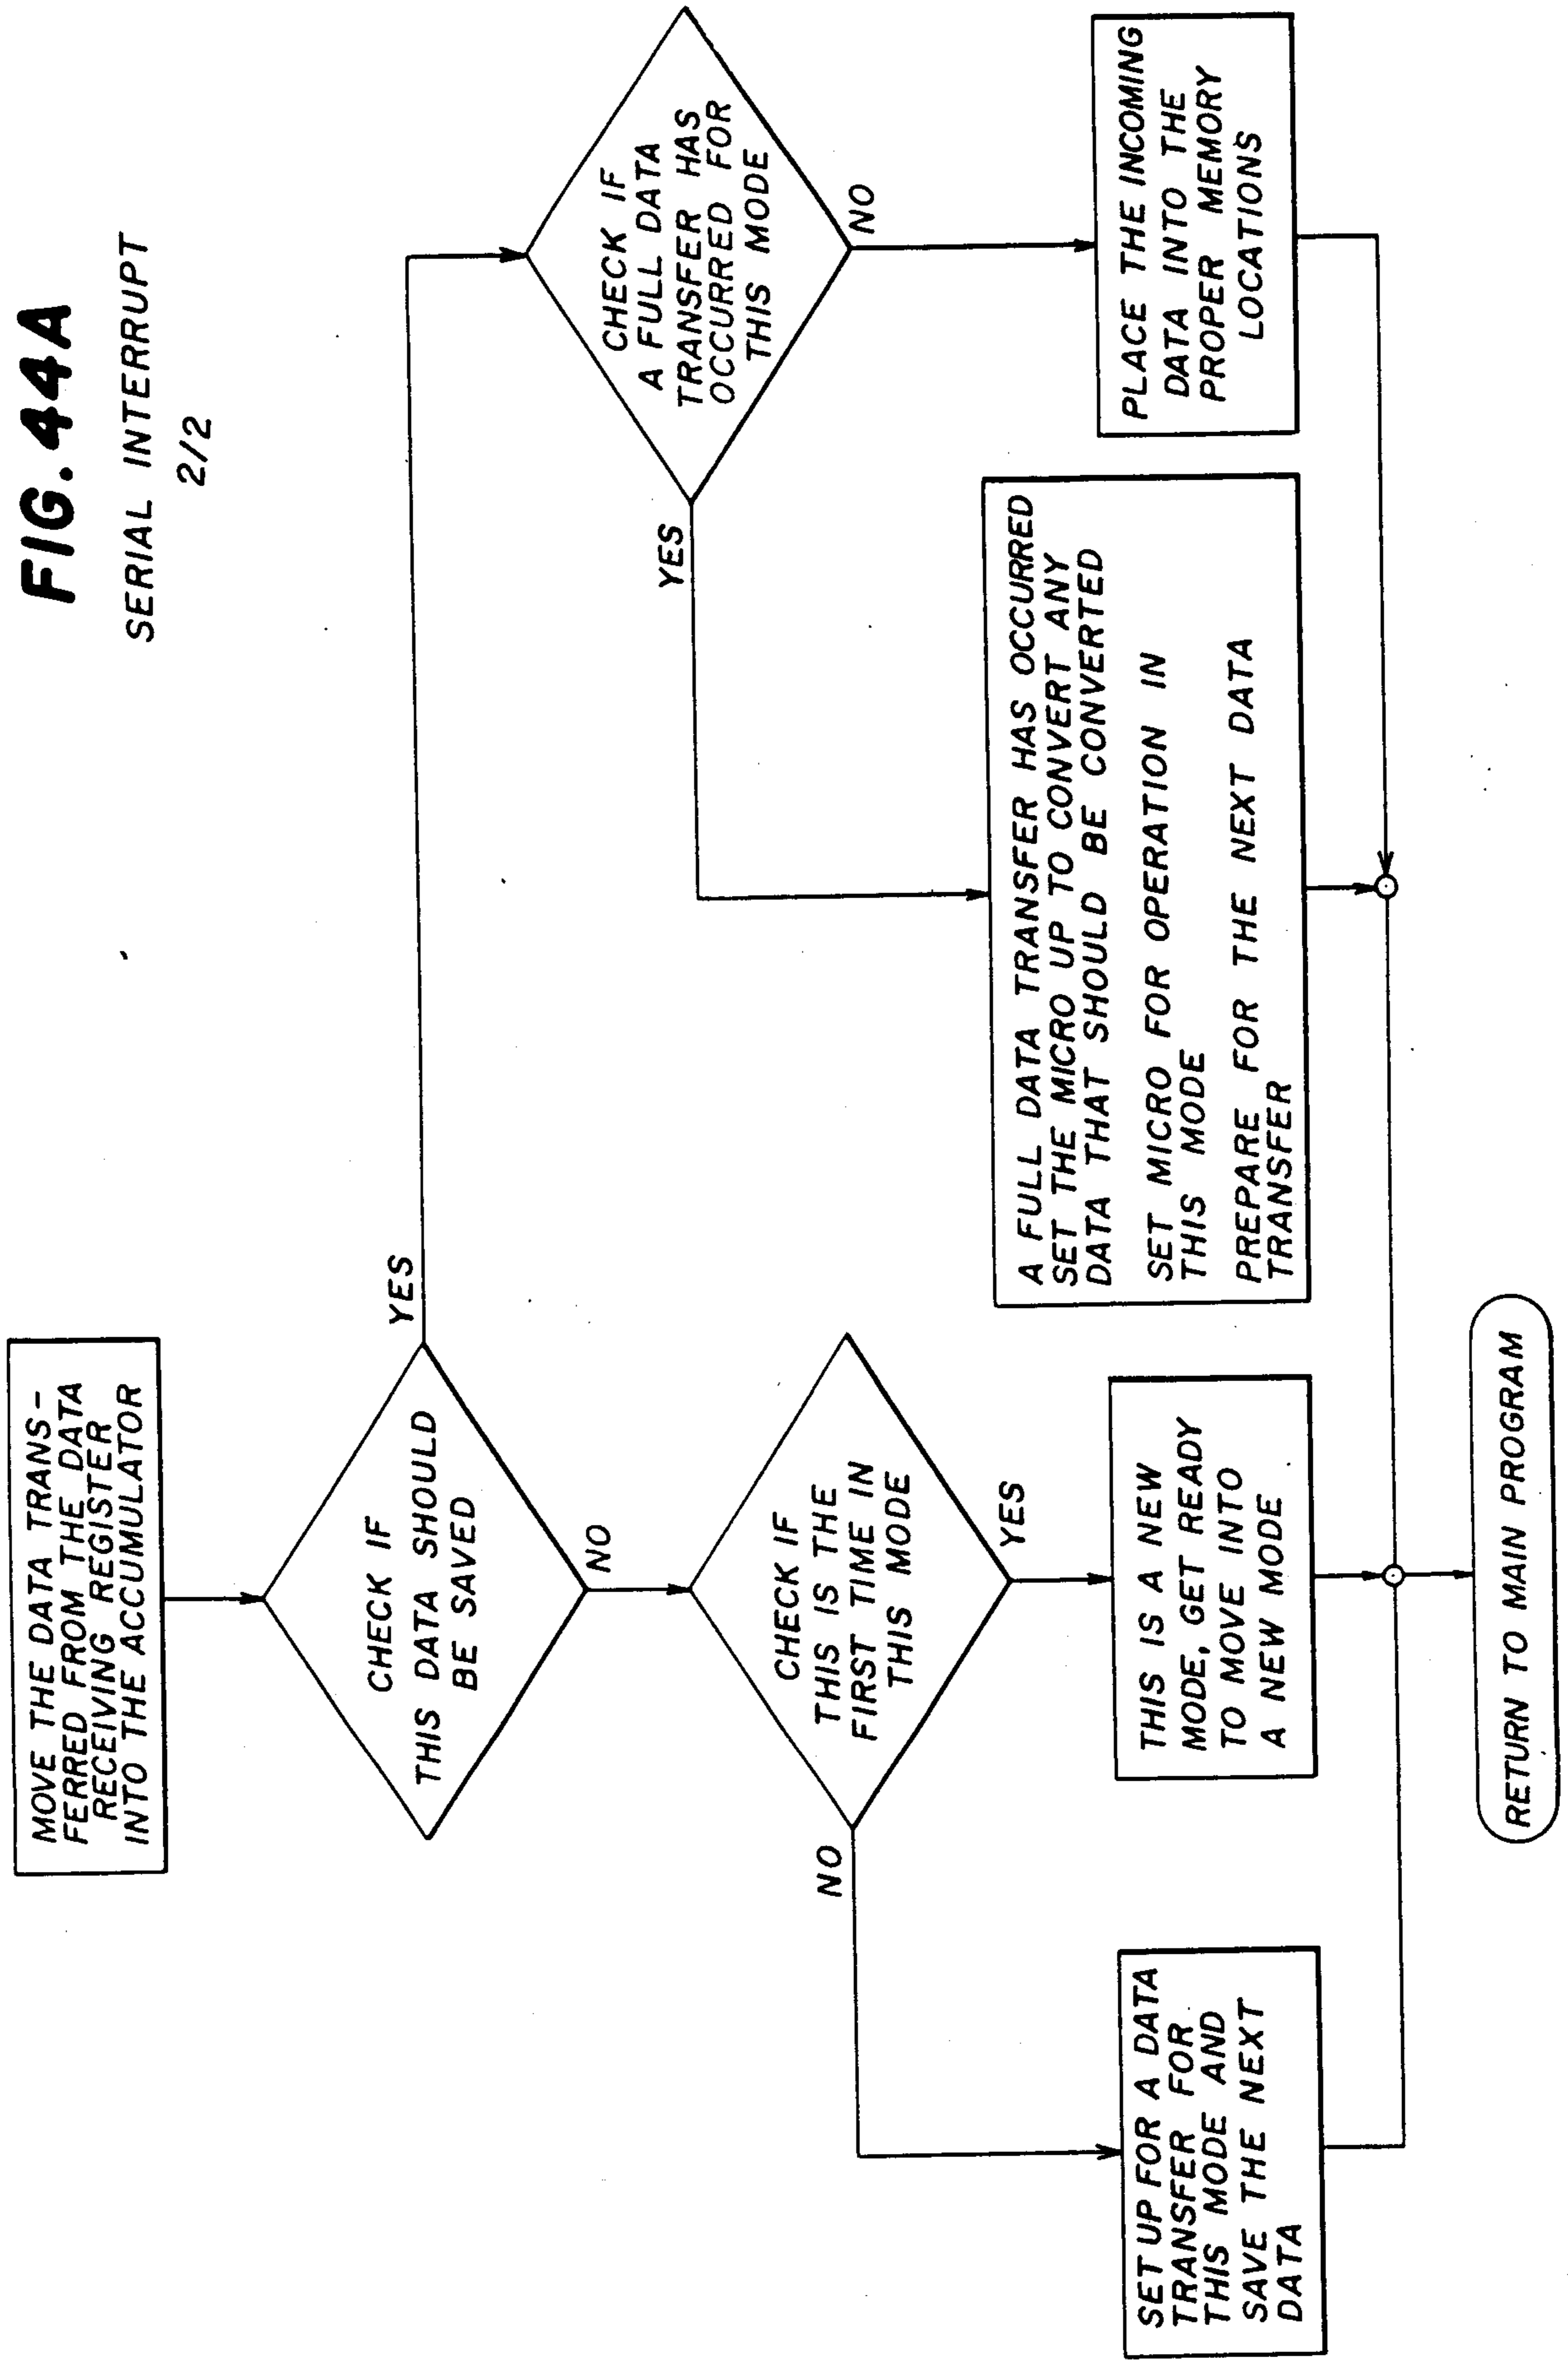 FIG. 44A
SERIAL INTERRUPT
2/2
MOVE THE DATA TRANS-
FERRED FROM THE DATA
RECEIVING REGISTER
INTO THE ACCUMULATOR
CHECK IF
THIS DATA SHOULD
BE SAVED
YES
NO
CHECK IF
A FULL DATA
TRANSFER HAS
OCCURRED FOR
THIS MODE
YES
NO
CHECK IF
THIS IS THE
FIRST TIME IN
THIS MODE
NO
YES
SET UP FOR A DATA
TRANSFER FOR
THIS MODE AND
SAVE THE NEXT
DATA
THIS IS A NEW
MODE, GET READY
TO MOVE INTO
A NEW MODE
A FULL DATA TRANSFER HAS OCCURRED
SET THE MICRO UP TO CONVERT ANY
DATA THAT SHOULD BE CONVERTED
SET MICRO FOR OPERATION IN
THIS MODE
PREPARE FOR THE NEXT DATA
TRANSFER
PLACE THE INCOMING
DATA INTO THE
PROPER MEMORY
LOCATIONS
RETURN TO MAIN PROGRAM